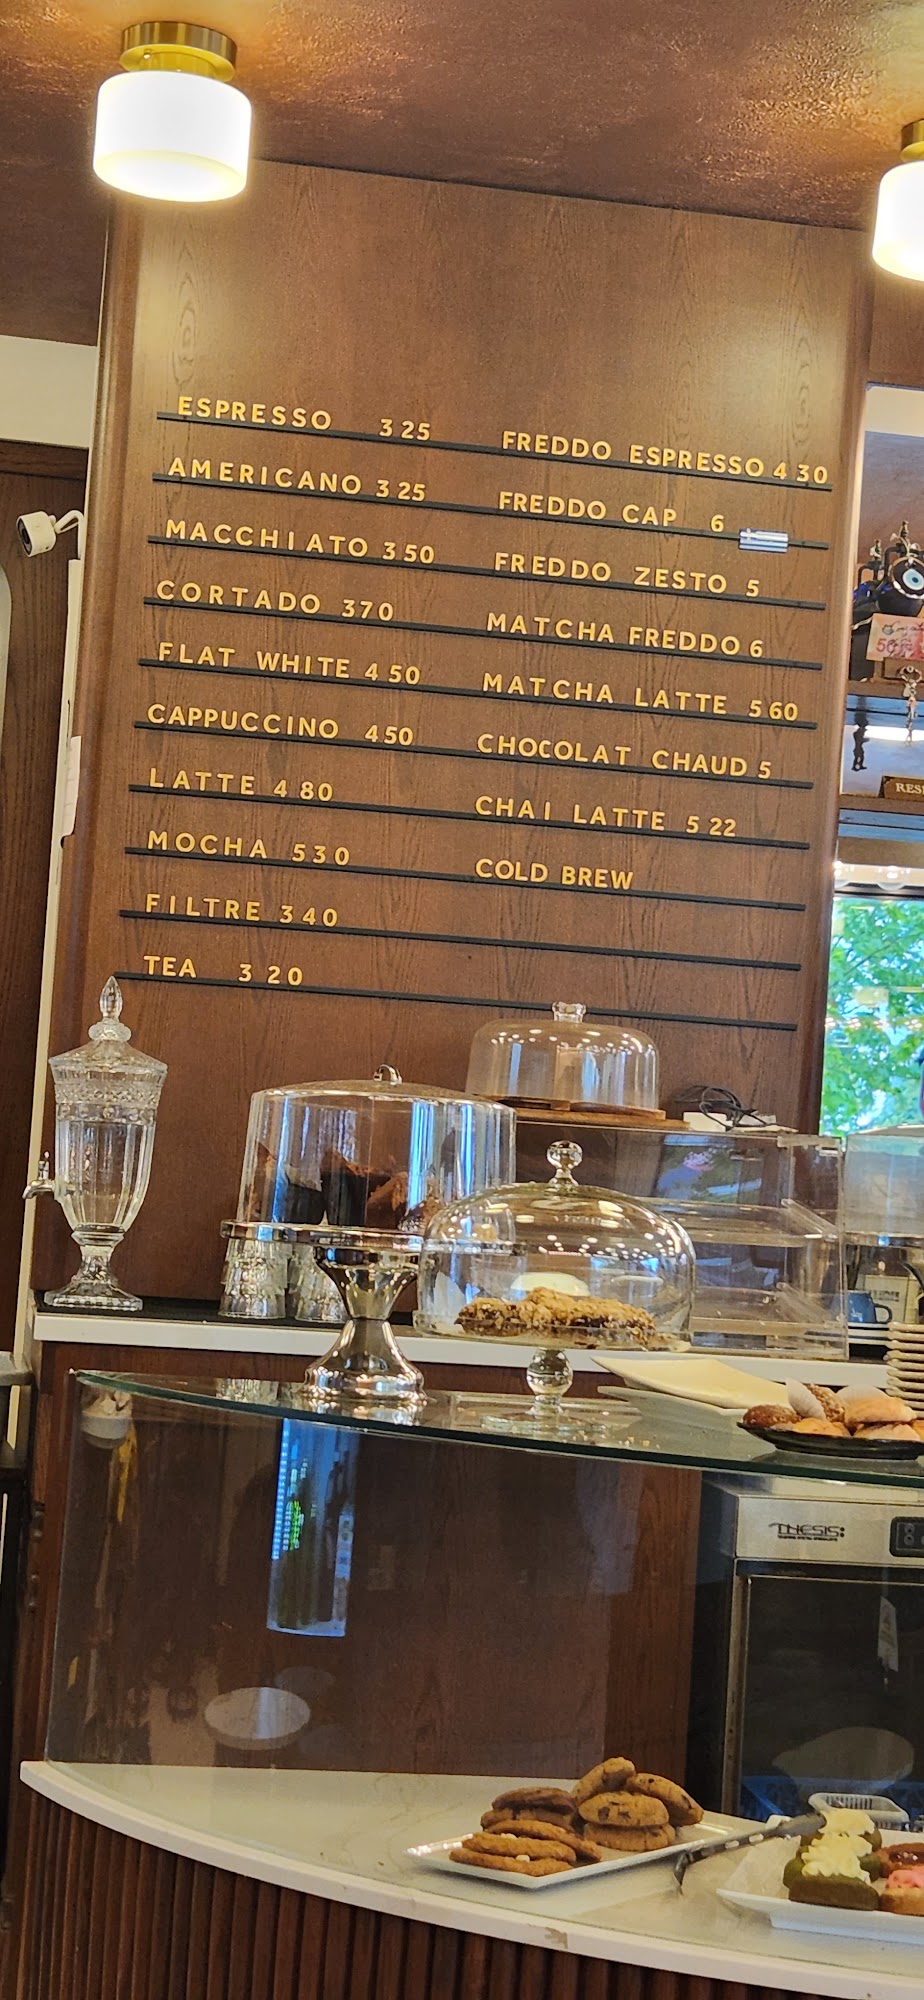 ESPRESSO 3 25
AMERICANO 3 25
MACCHIATO 3 50
CORTADO 3 70
FLAT WHITE 4 50
CAPPUCCINO 4 50
LATTE 4 80
MOCHA 5 30
FILTRE 3 40
TEA 3 20
FREDDO ESPRESSO 4 30
FREDDO CAP 6
FREDDO ZESTO 5
MATCHA FREDDO 6
MATCHA LATTE 5 60
CHOCOLAT CHAUD 5
CHAI LATTE 5 22
COLD BREW
THESIS